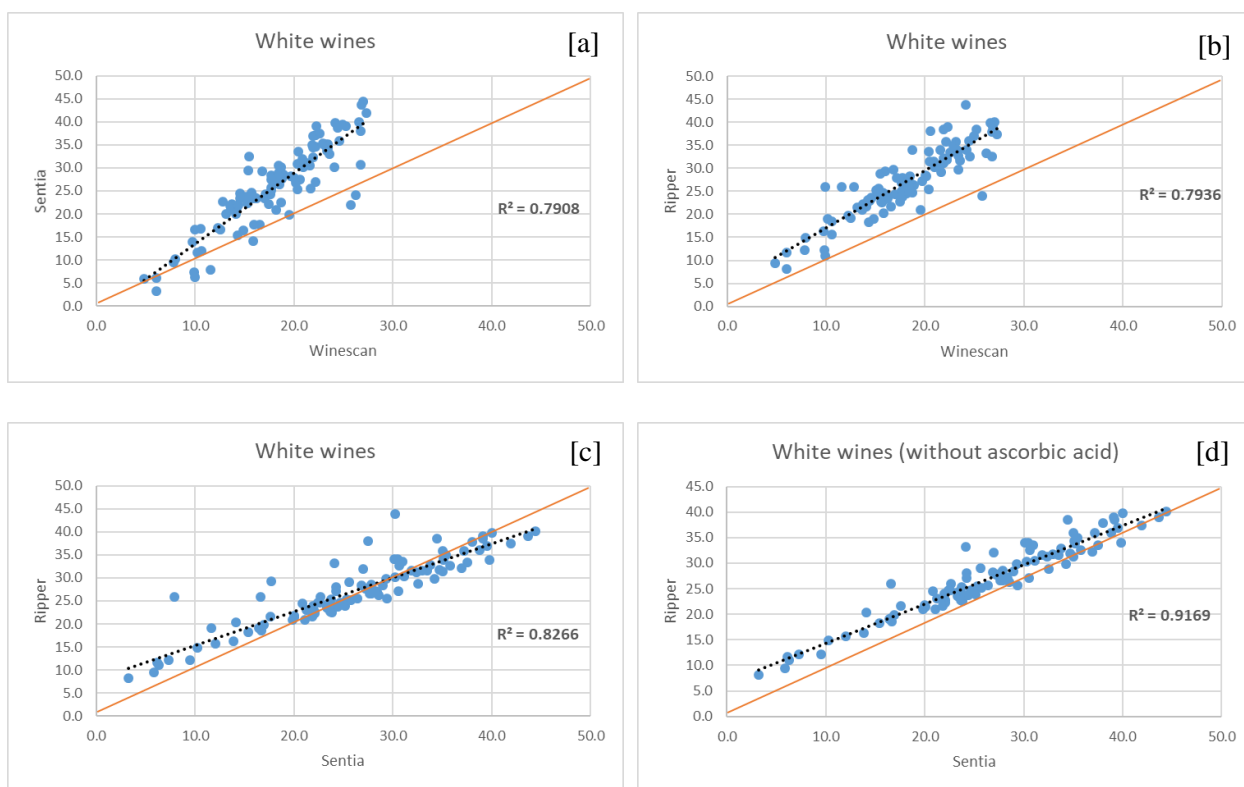 White wines [a]
50.0
45.0
40.0
35.0
30.0
25.0
20.0
15.0
10.0
5.0
0.0
Sentia
R² = 0.7908
0.0 10.0 20.0 30.0 40.0 50.0
Winescan
White wines [b]
50.0
45.0
40.0
35.0
30.0
25.0
20.0
15.0
10.0
5.0
0.0
Ripper
R² = 0.7936
0.0 10.0 20.0 30.0 40.0 50.0
Winescan
White wines [c]
50.0
45.0
40.0
35.0
30.0
25.0
20.0
15.0
10.0
5.0
0.0
Ripper
R² = 0.8266
0.0 10.0 20.0 30.0 40.0 50.0
Sentia
White wines (without ascorbic acid) [d]
45.0
40.0
35.0
30.0
25.0
20.0
15.0
10.0
5.0
0.0
Ripper
R² = 0.9169
0.0 10.0 20.0 30.0 40.0 50.0
Sentia